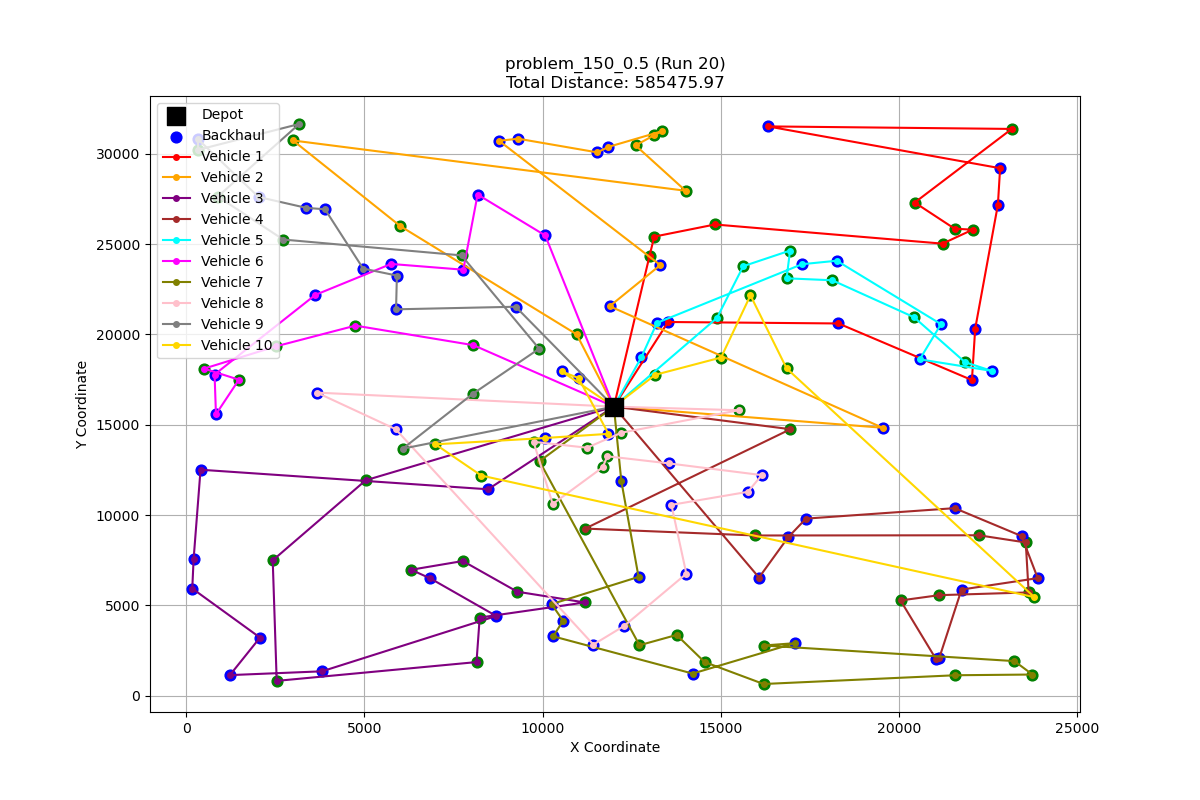 problem_150_0.5 (Run 20)
Total Distance: 585475.97
Depot
Backhaul
Vehicle 1
Vehicle 2
Vehicle 3
Vehicle 4
Vehicle 5
Vehicle 6
Vehicle 7
Vehicle 8
Vehicle 9
Vehicle 10
Y Coordinate
30000
25000
20000
15000
10000
5000
0
0 5000 10000 15000 20000 25000
X Coordinate